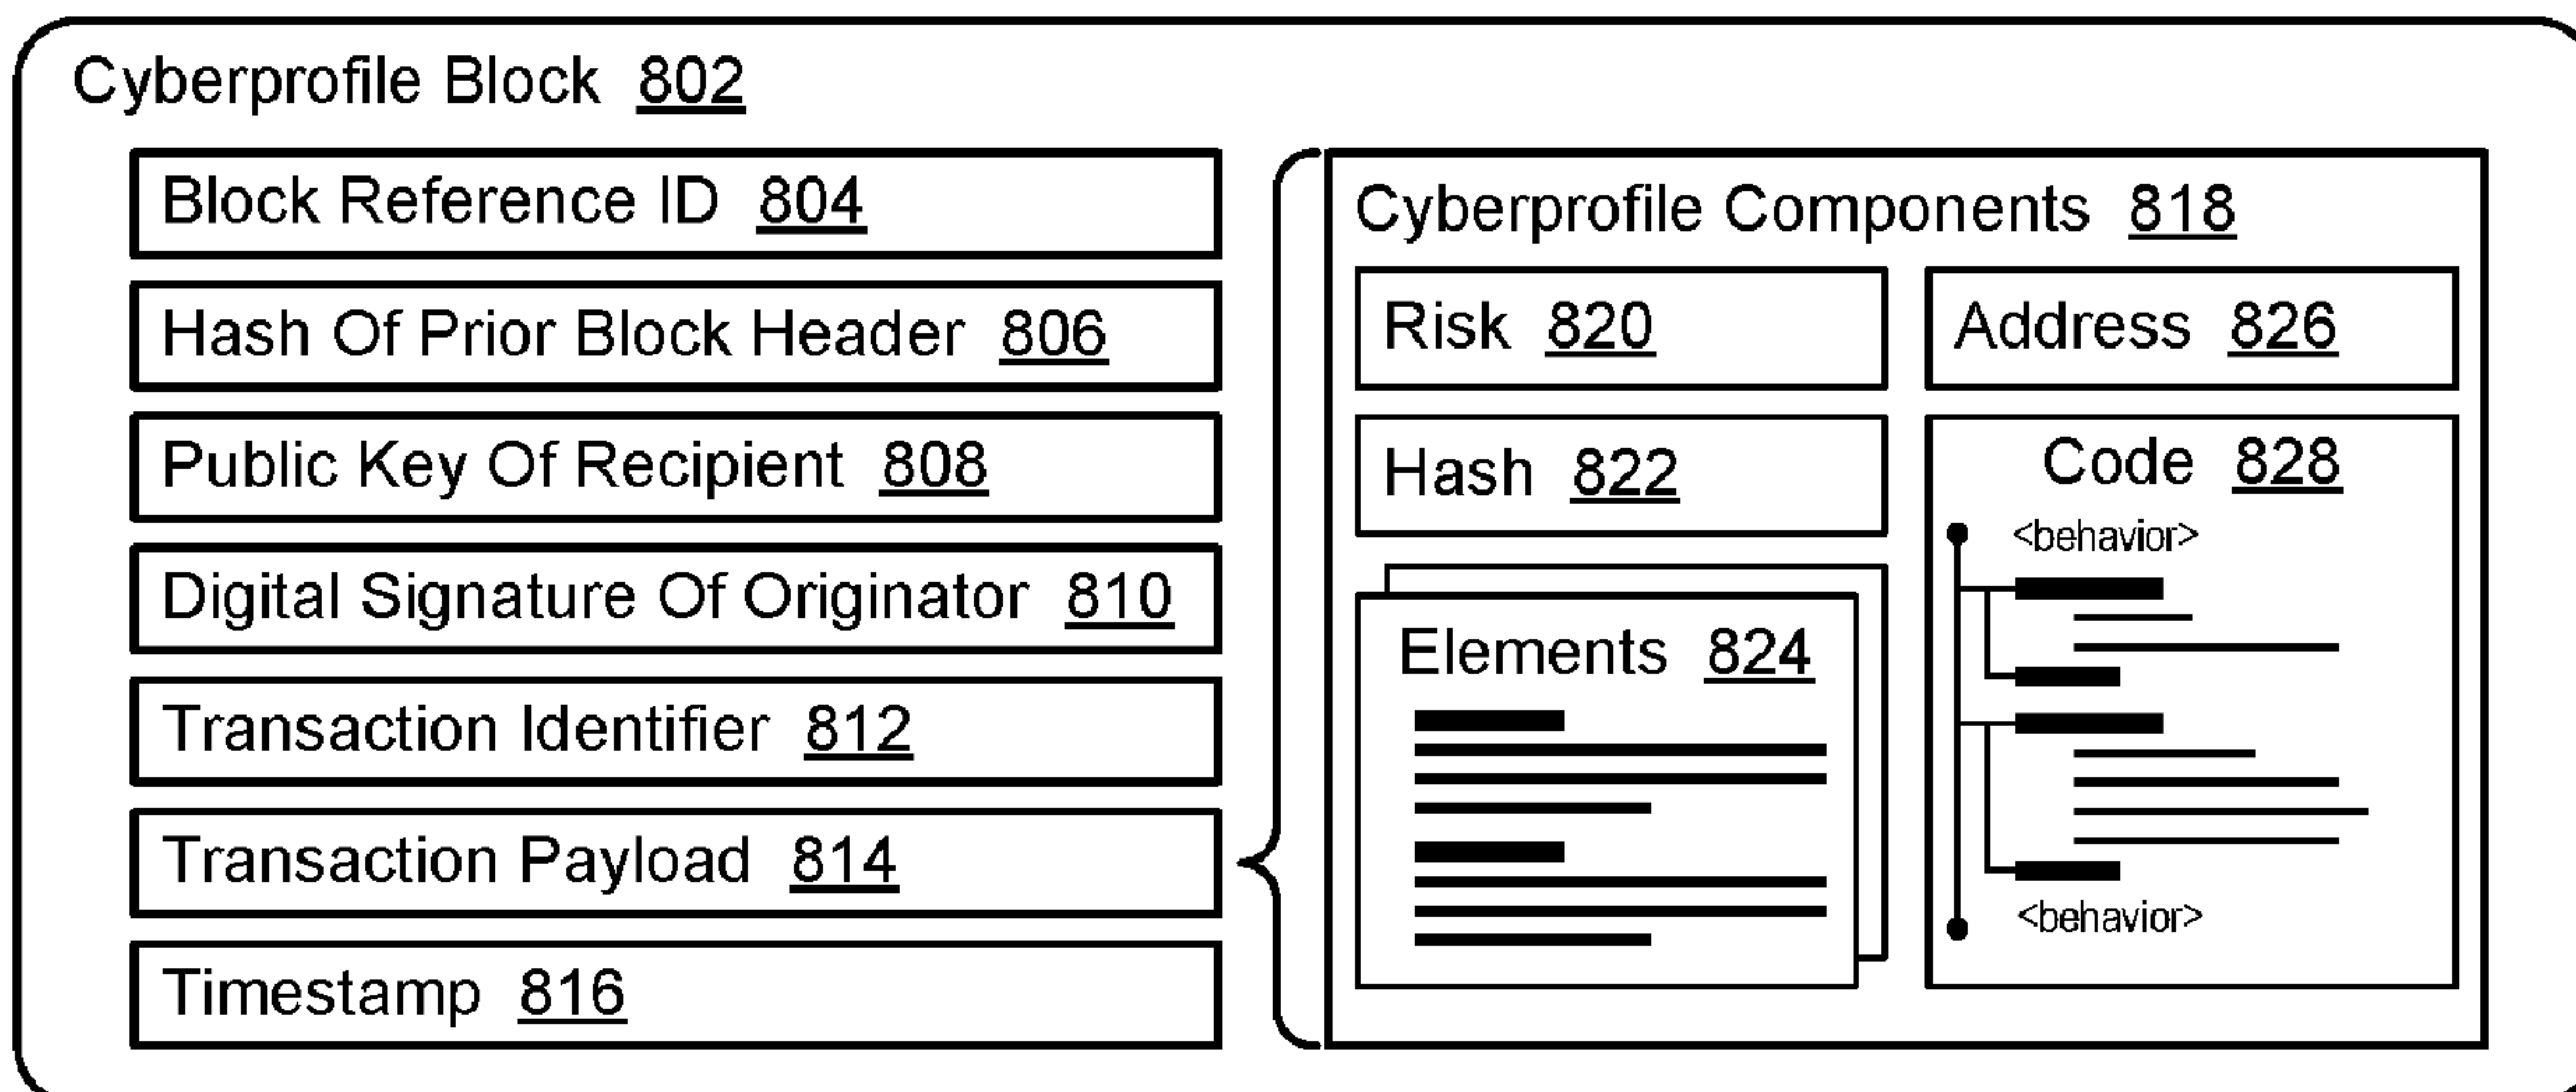 Cyberprofile Block 802
Block Reference ID 804
Hash Of Prior Block Header 806
Public Key Of Recipient 808
Digital Signature Of Originator 810
Transaction Identifier 812
Transaction Payload 814
Timestamp 816
Cyberprofile Components 818
Risk 820
Hash 822
Elements 824
Address 826
Code 828
<behavior>
<behavior>